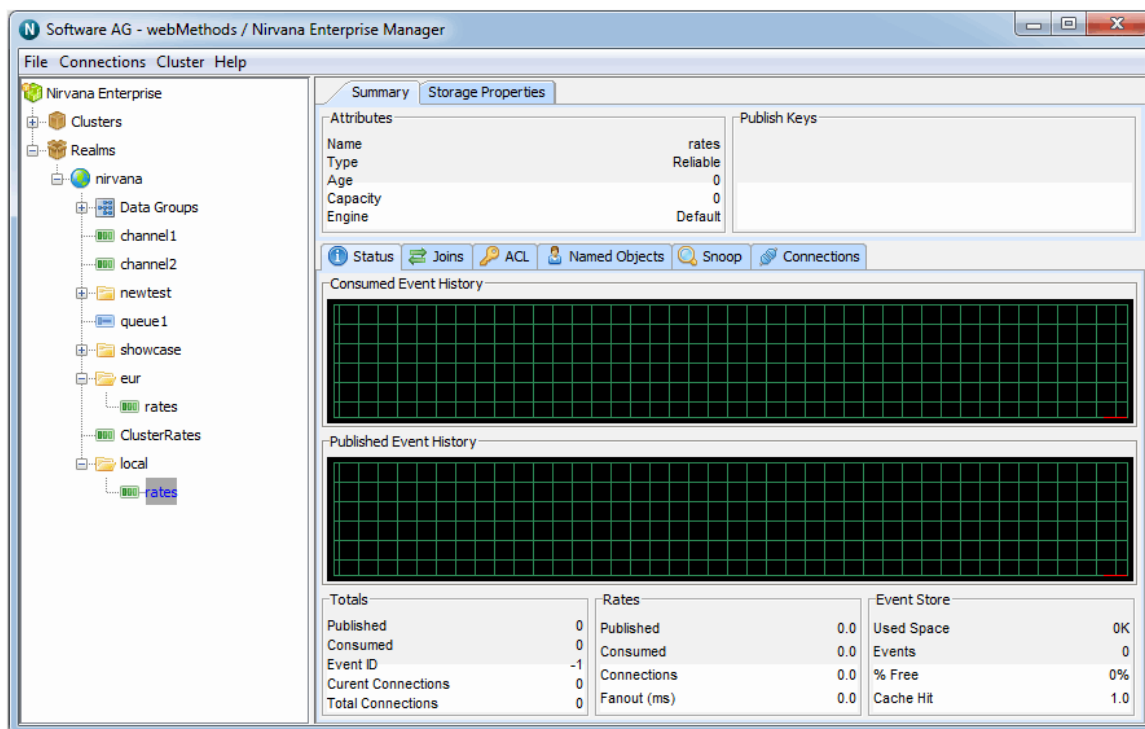 Software AG - webMethods / Nirvana Enterprise Manager
File Connections Cluster Help
Nirvana Enterprise
Clusters
Realms
nirvana
Data Groups
channel1
channel2
newtest
queue1
showcase
eur
rates
ClusterRates
local
rates
Summary Storage Properties
Attributes
Name rates
Type Reliable
Age 0
Capacity 0
Engine Default
Publish Keys
Status Joins ACL Named Objects Snoop Connections
Consumed Event History
Published Event History
Totals
Published 0
Consumed 0
Event ID -1
Curent Connections 0
Total Connections 0
Rates
Published 0.0
Consumed 0.0
Connections 0.0
Fanout (ms) 0.0
Event Store
Used Space 0K
Events 0
% Free 0%
Cache Hit 1.0